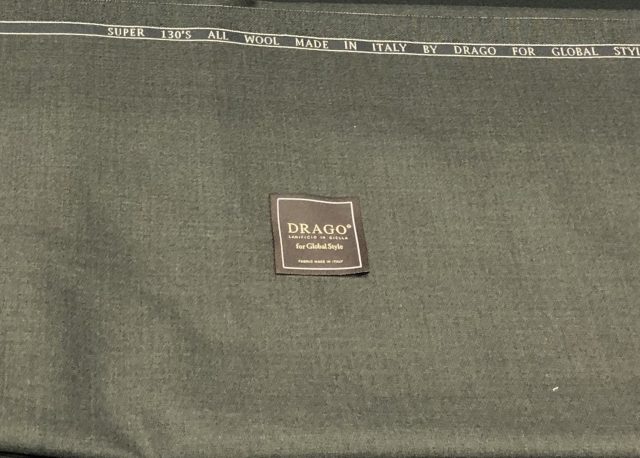 SUPER 130'S ALL WOOL MADE IN ITALY BY DRAGO FOR GLOBAL STYL
DRAGO®
LANIFICIO IN BIELLA
for Global Style
FABRIC MADE IN ITALY